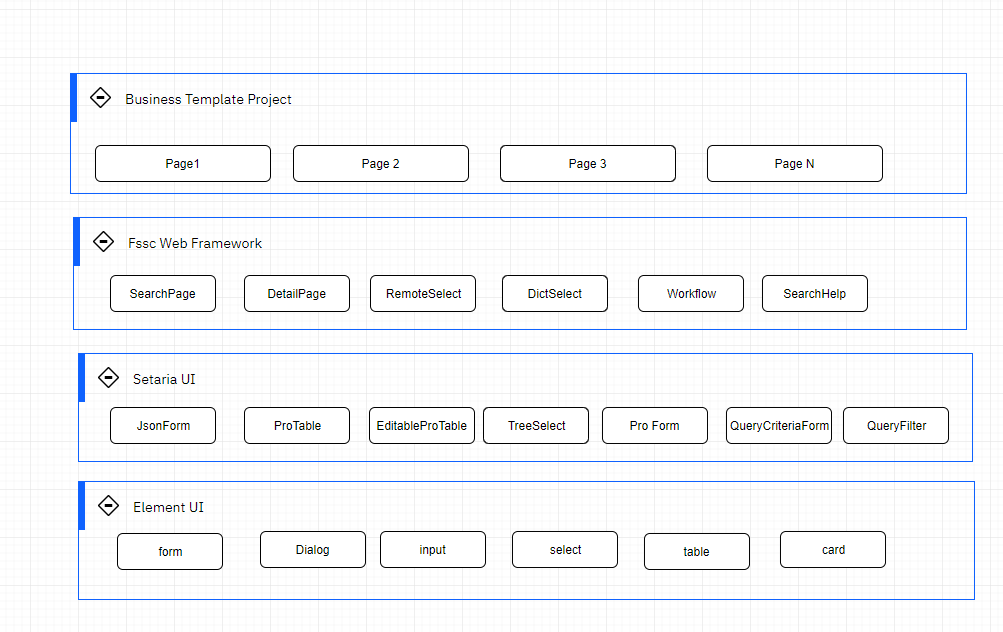 Business Template Project
Page1
Page 2
Page 3
Page N
Fssc Web Framework
SearchPage
DetailPage
RemoteSelect
DictSelect
Workflow
SearchHelp
Setaria UI
JsonForm
ProTable
EditableProTable
TreeSelect
Pro Form
QueryCriteriaForm
QueryFilter
Element UI
form
Dialog
input
select
table
card